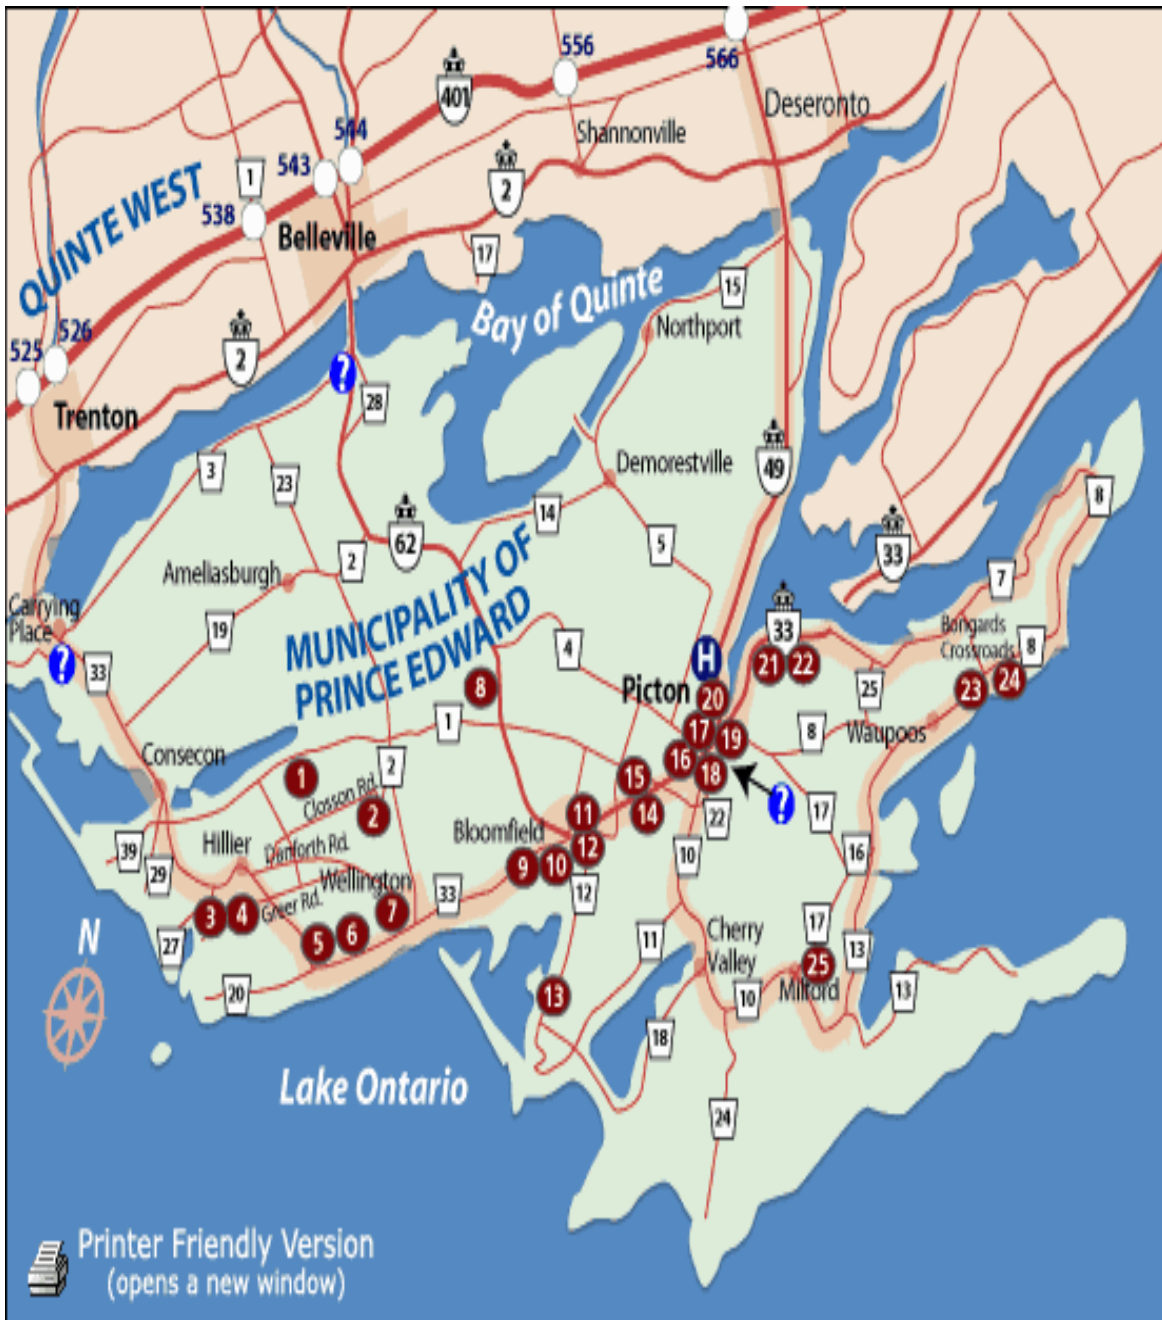 556
566
401
Deseronto
544
Shannonville
543
1
2
QUINTE WEST
538
Belleville
17
Bay of Quinte
15
Northport
526
525
2
?
28
Trenton
3
23
Demorestville
49
14
8
62
5
2
33
Ameliasburgh
MUNICIPALITY OF
PRINCE EDWARD
7
Carrying
Place
19
4
33
Bongards
Crossroads
8
?
33
H
21
22
8
Picton
20
25
23
24
1
17
19
8
Waupoos
Consecon
1
2
16
18
15
Closson Rd.
2
11
14
22
?
17
Bloomfield
39
Hillier
Danforth Rd.
12
10
16
29
9
10
Wellington
33
12
3
4
Greer Rd.
7
5
6
27
11
Cherry
Valley
17
13
N
25
20
13
10
Milford
13
18
Lake Ontario
24
Printer Friendly Version
(opens a new window)